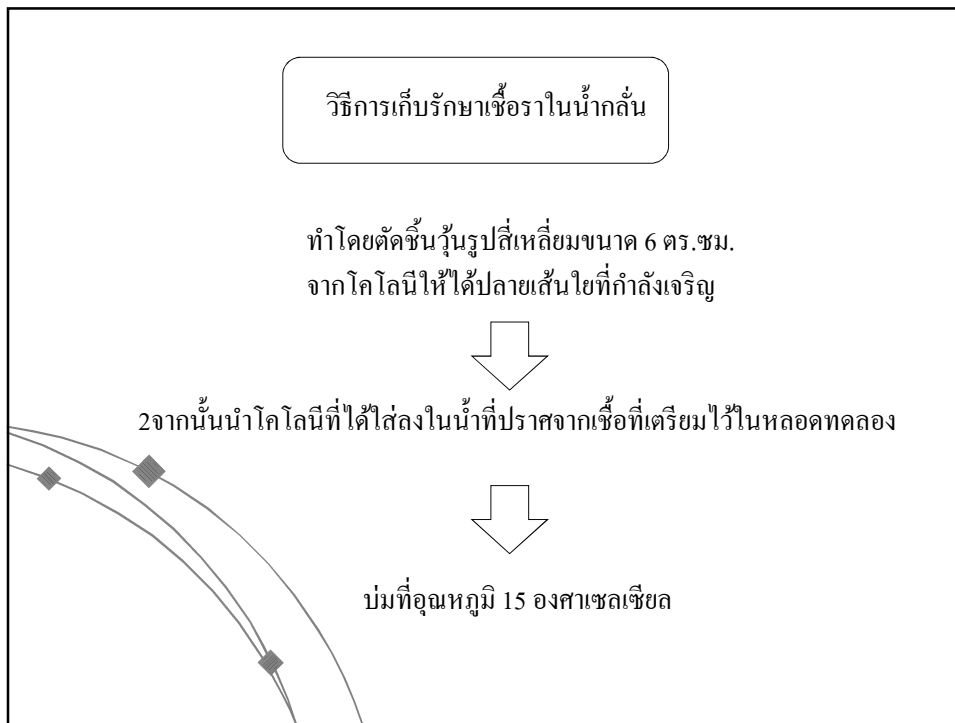 วิธีการเก็บรักษาเชื้อราในน้ำกลั่น
ทำโดยตัดชิ้นวุ้นรูปสี่เหลี่ยมขนาด 6 ตร.ซม.
จากโคโลนีให้ได้ปลายเส้นใยที่กำลังเจริญ
2จากนั้นนำโคโลนีที่ได้ใส่ลงในน้ำที่ปราศจากเชื้อที่เตรียมไว้ในหลอดทดลอง
บ่มที่อุณหภูมิ 15 องศาเซลเซียล